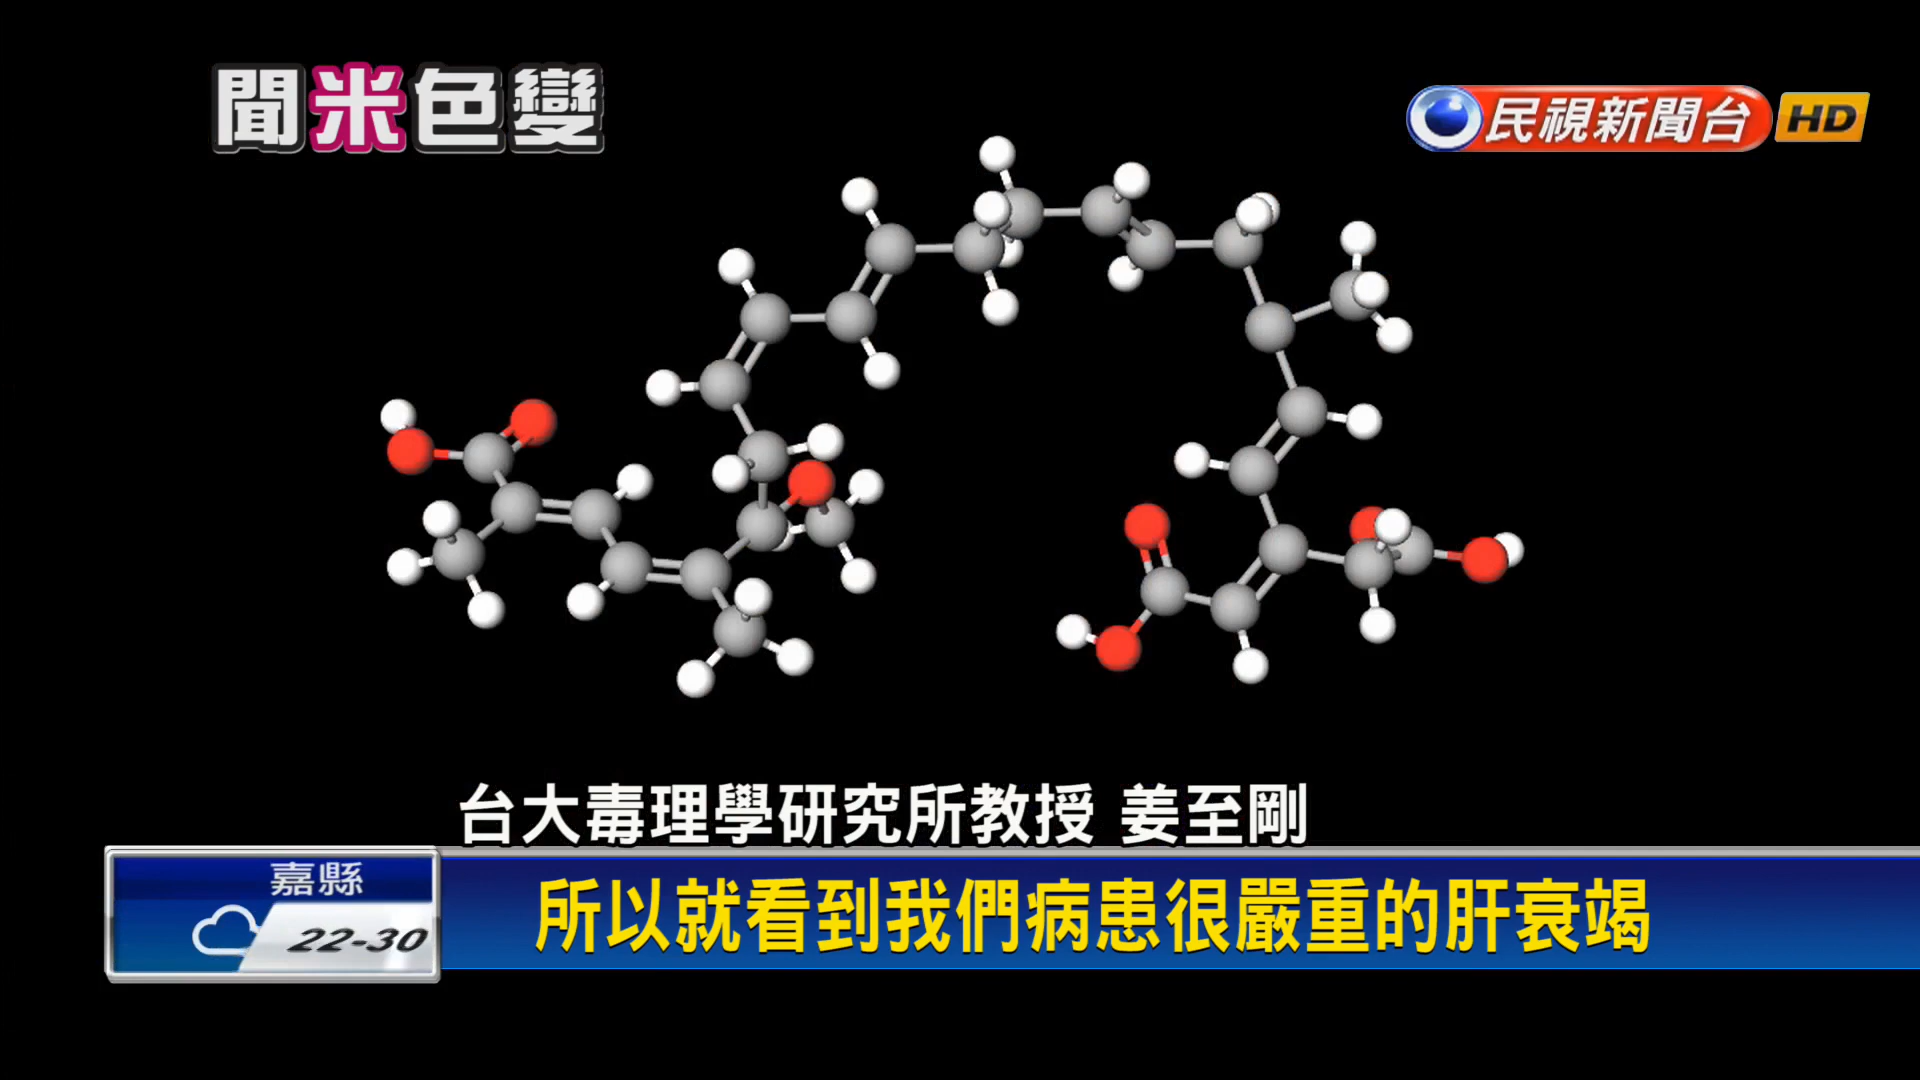 聞米色變
民視新聞台 HD
台大毒理學研究所教授 姜至剛
嘉縣
22-30
所以就看到我們病患很嚴重的肝衰竭